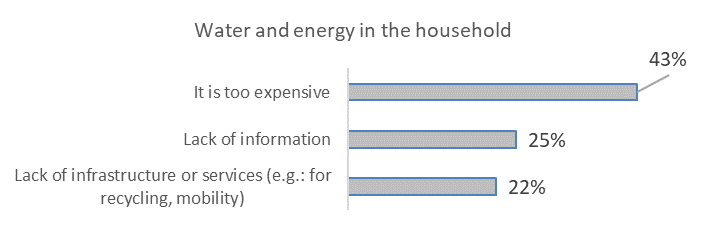 Water and energy in the household
43%
It is too expensive
Lack of information
25%
Lack of infrastructure or services (e.g.: for
recycling, mobility)
22%